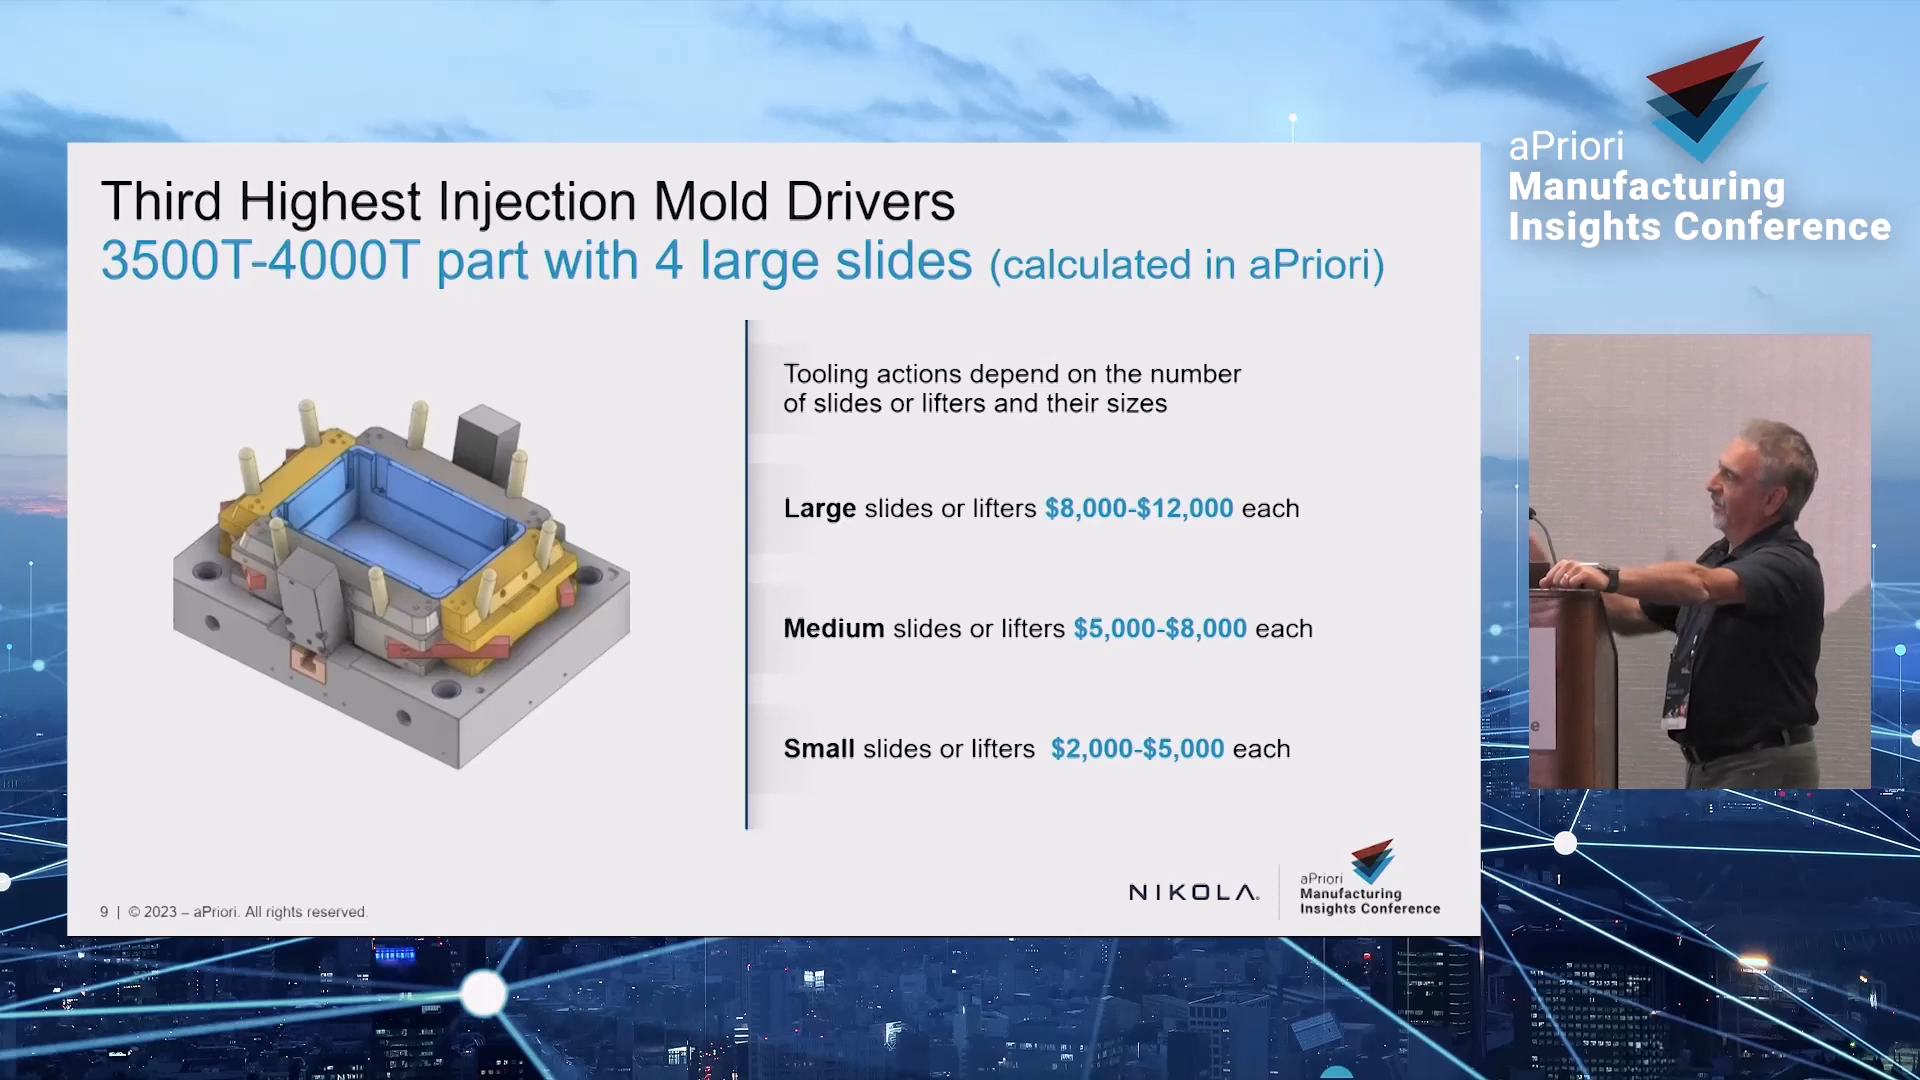 aPriori
Manufacturing
Insights Conference
Third Highest Injection Mold Drivers
3500T-4000T part with 4 large slides (calculated in aPriori)
Tooling actions depend on the number
of slides or lifters and their sizes
Large slides or lifters $8,000-$12,000 each
Medium slides or lifters $5,000-$8,000 each
Small slides or lifters $2,000-$5,000 each
e
NIKOLA
aPriori
Manufacturing
Insights Conference
9 | © 2023 – aPriori. All rights reserved.